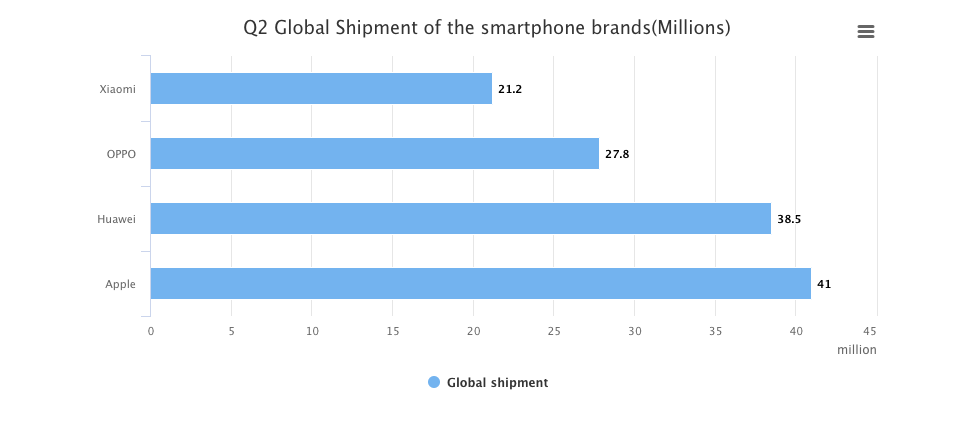 Q2 Global Shipment of the smartphone brands(Millions)
Xiaomi 21.2
OPPO 27.8
Huawei 38.5
Apple 41
0 5 10 15 20 25 30 35 40 45
million
Global shipment